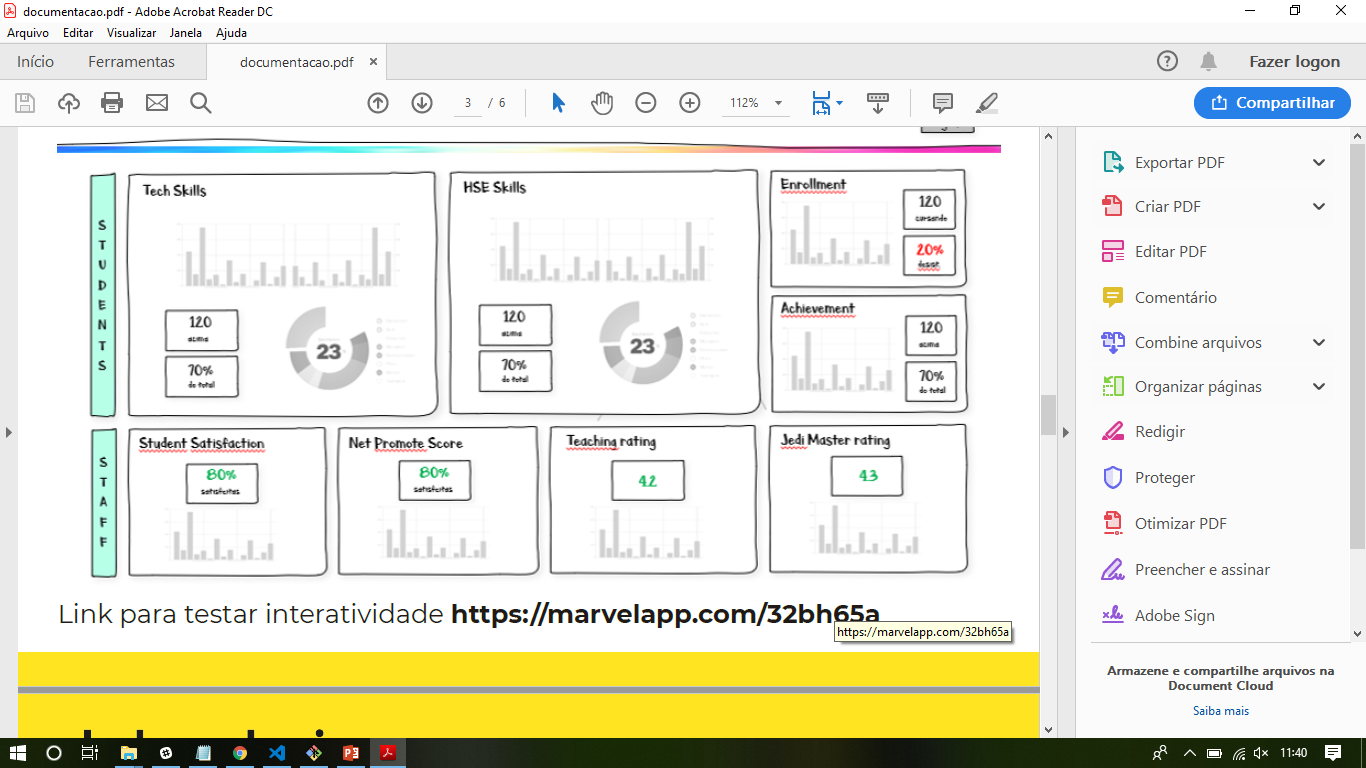 documentacao.pdf - Adobe Acrobat Reader DC
Arquivo Editar Visualizar Janela Ajuda
Início Ferramentas documentacao.pdf × Fazer logon
3 / 6 112% Compartilhar
STUDENTS
Tech Skills
120
acima
70%
do total
23
HSE Skills
120
acima
70%
do total
23
Enrollment
120
cursando
20%
desist.
Achievement
120
acima
70%
do total
STAFF
Student Satisfaction
80%
satisfeitas
Net Promote Score
80%
satisfeitas
Teaching rating
4.2
Jedi Master rating
4.3
Link para testar interatividade https://marvelapp.com/32bh65a
https://marvelapp.com/32bh65a
Exportar PDF
Criar PDF
Editar PDF
Comentário
Combine arquivos
Organizar páginas
Redigir
Proteger
Otimizar PDF
Preencher e assinar
Adobe Sign
Armazene e compartilhe arquivos na
Document Cloud
Saiba mais
11:40